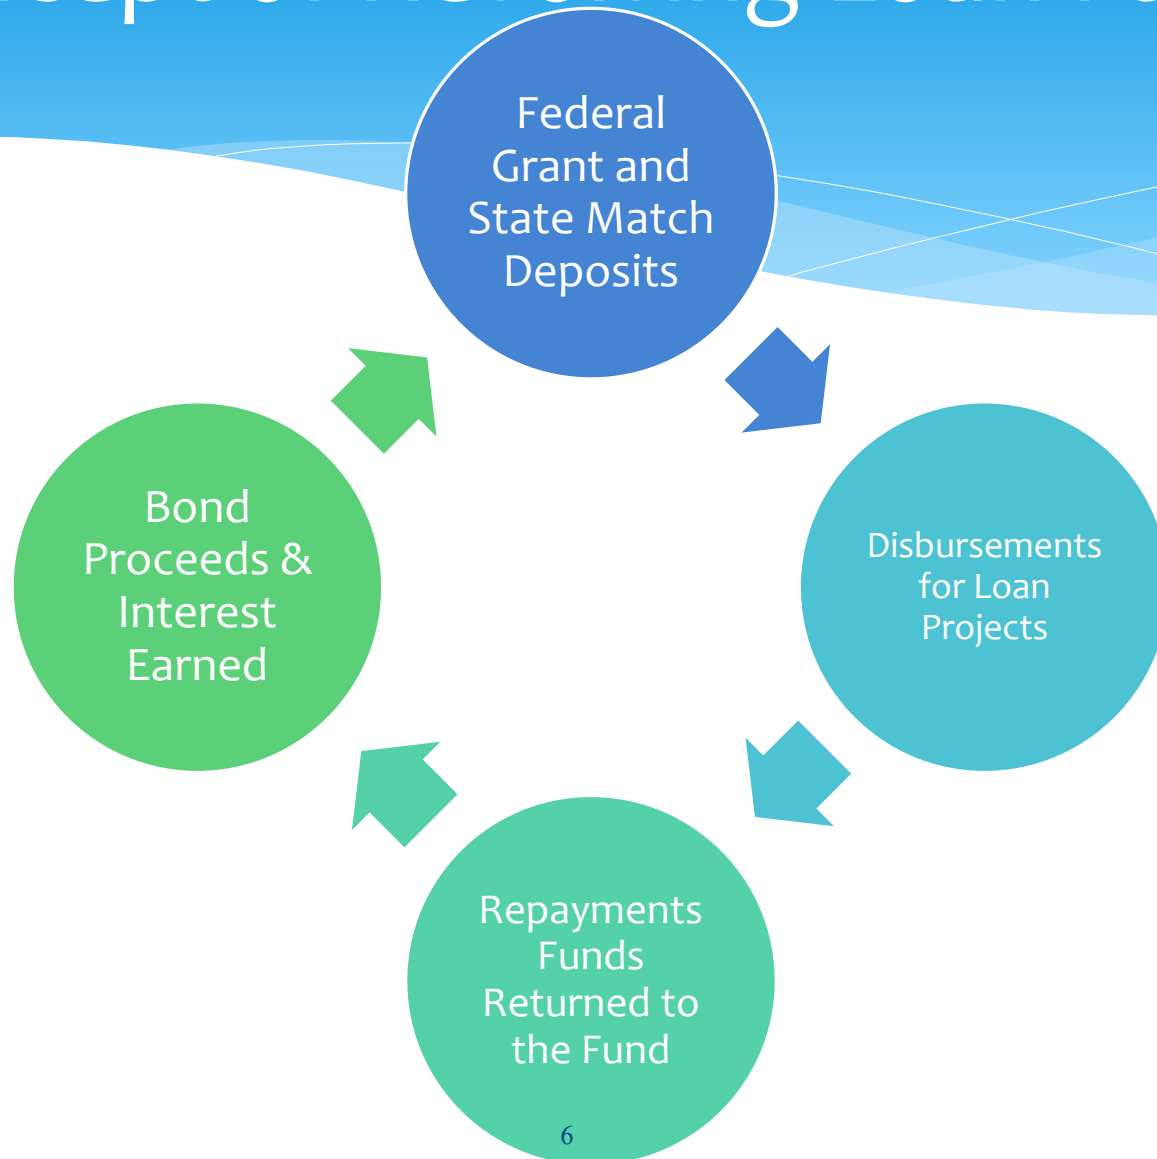 Federal
Grant and
State Match
Deposits
Disbursements
for Loan
Projects
Repayments
Funds
Returned to
the Fund
Bond
Proceeds &
Interest
Earned
6